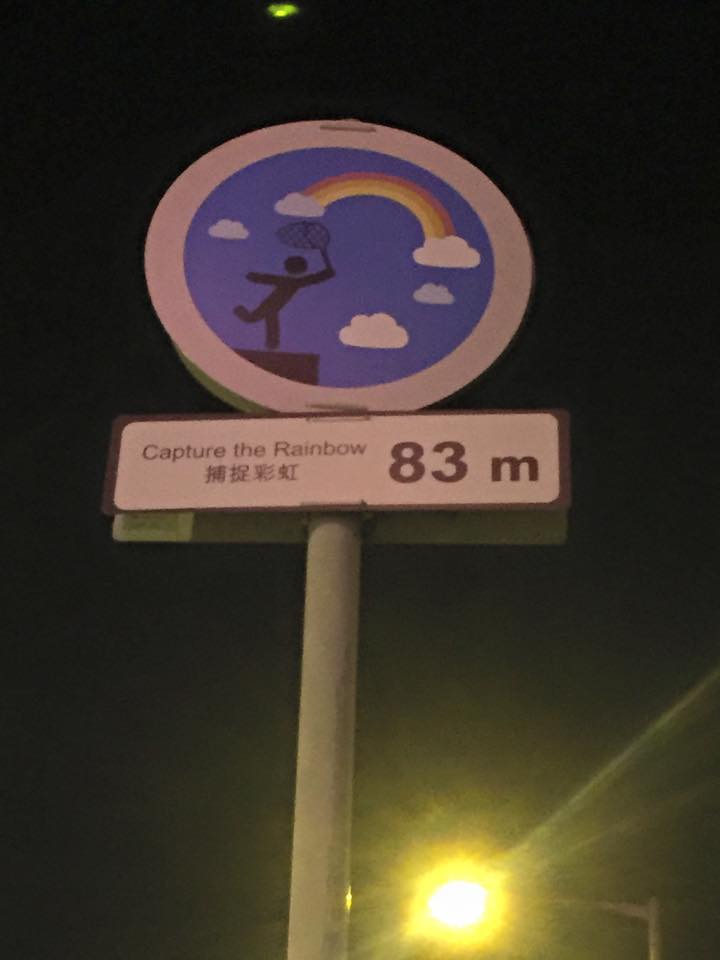 Capture the Rainbow 83 m
捕捉彩虹